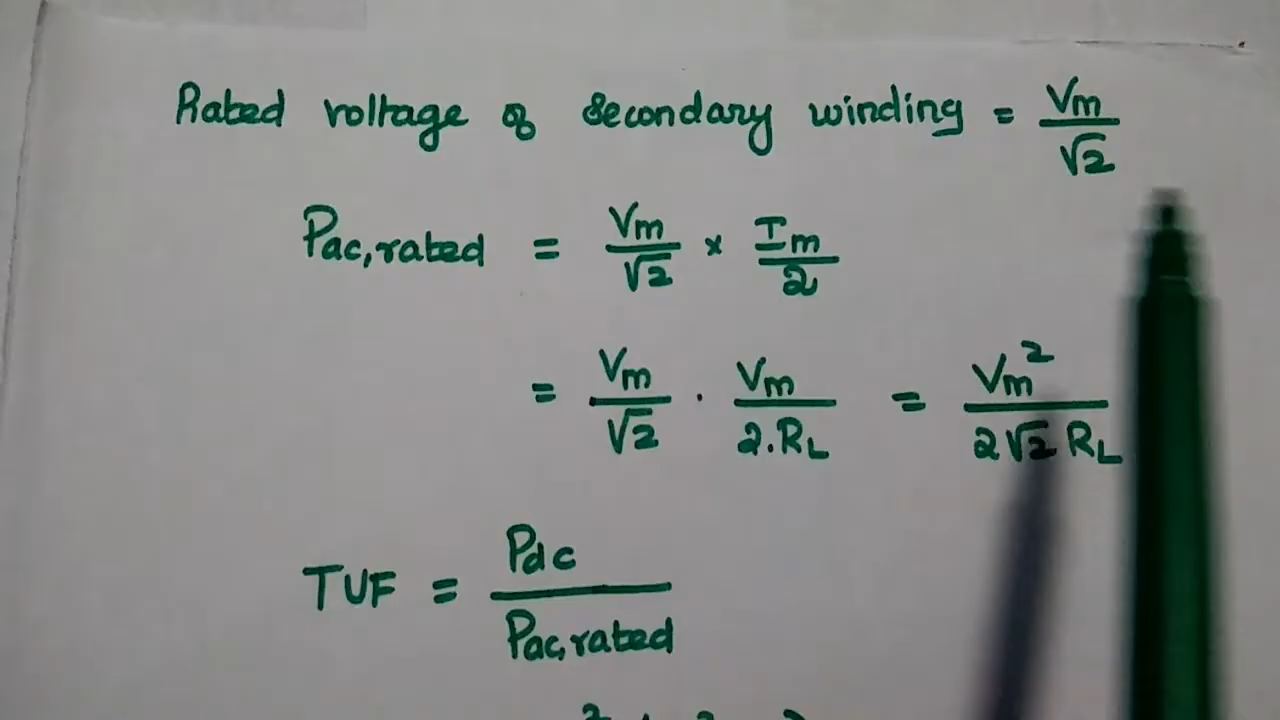 Rated voltage of secondary winding = Vm/√2
Pac,rated = Vm/√2 × Im/2
= Vm/√2 . Vm/2.RL = Vm²/2√2 RL
TUF = Pdc/Pac,rated